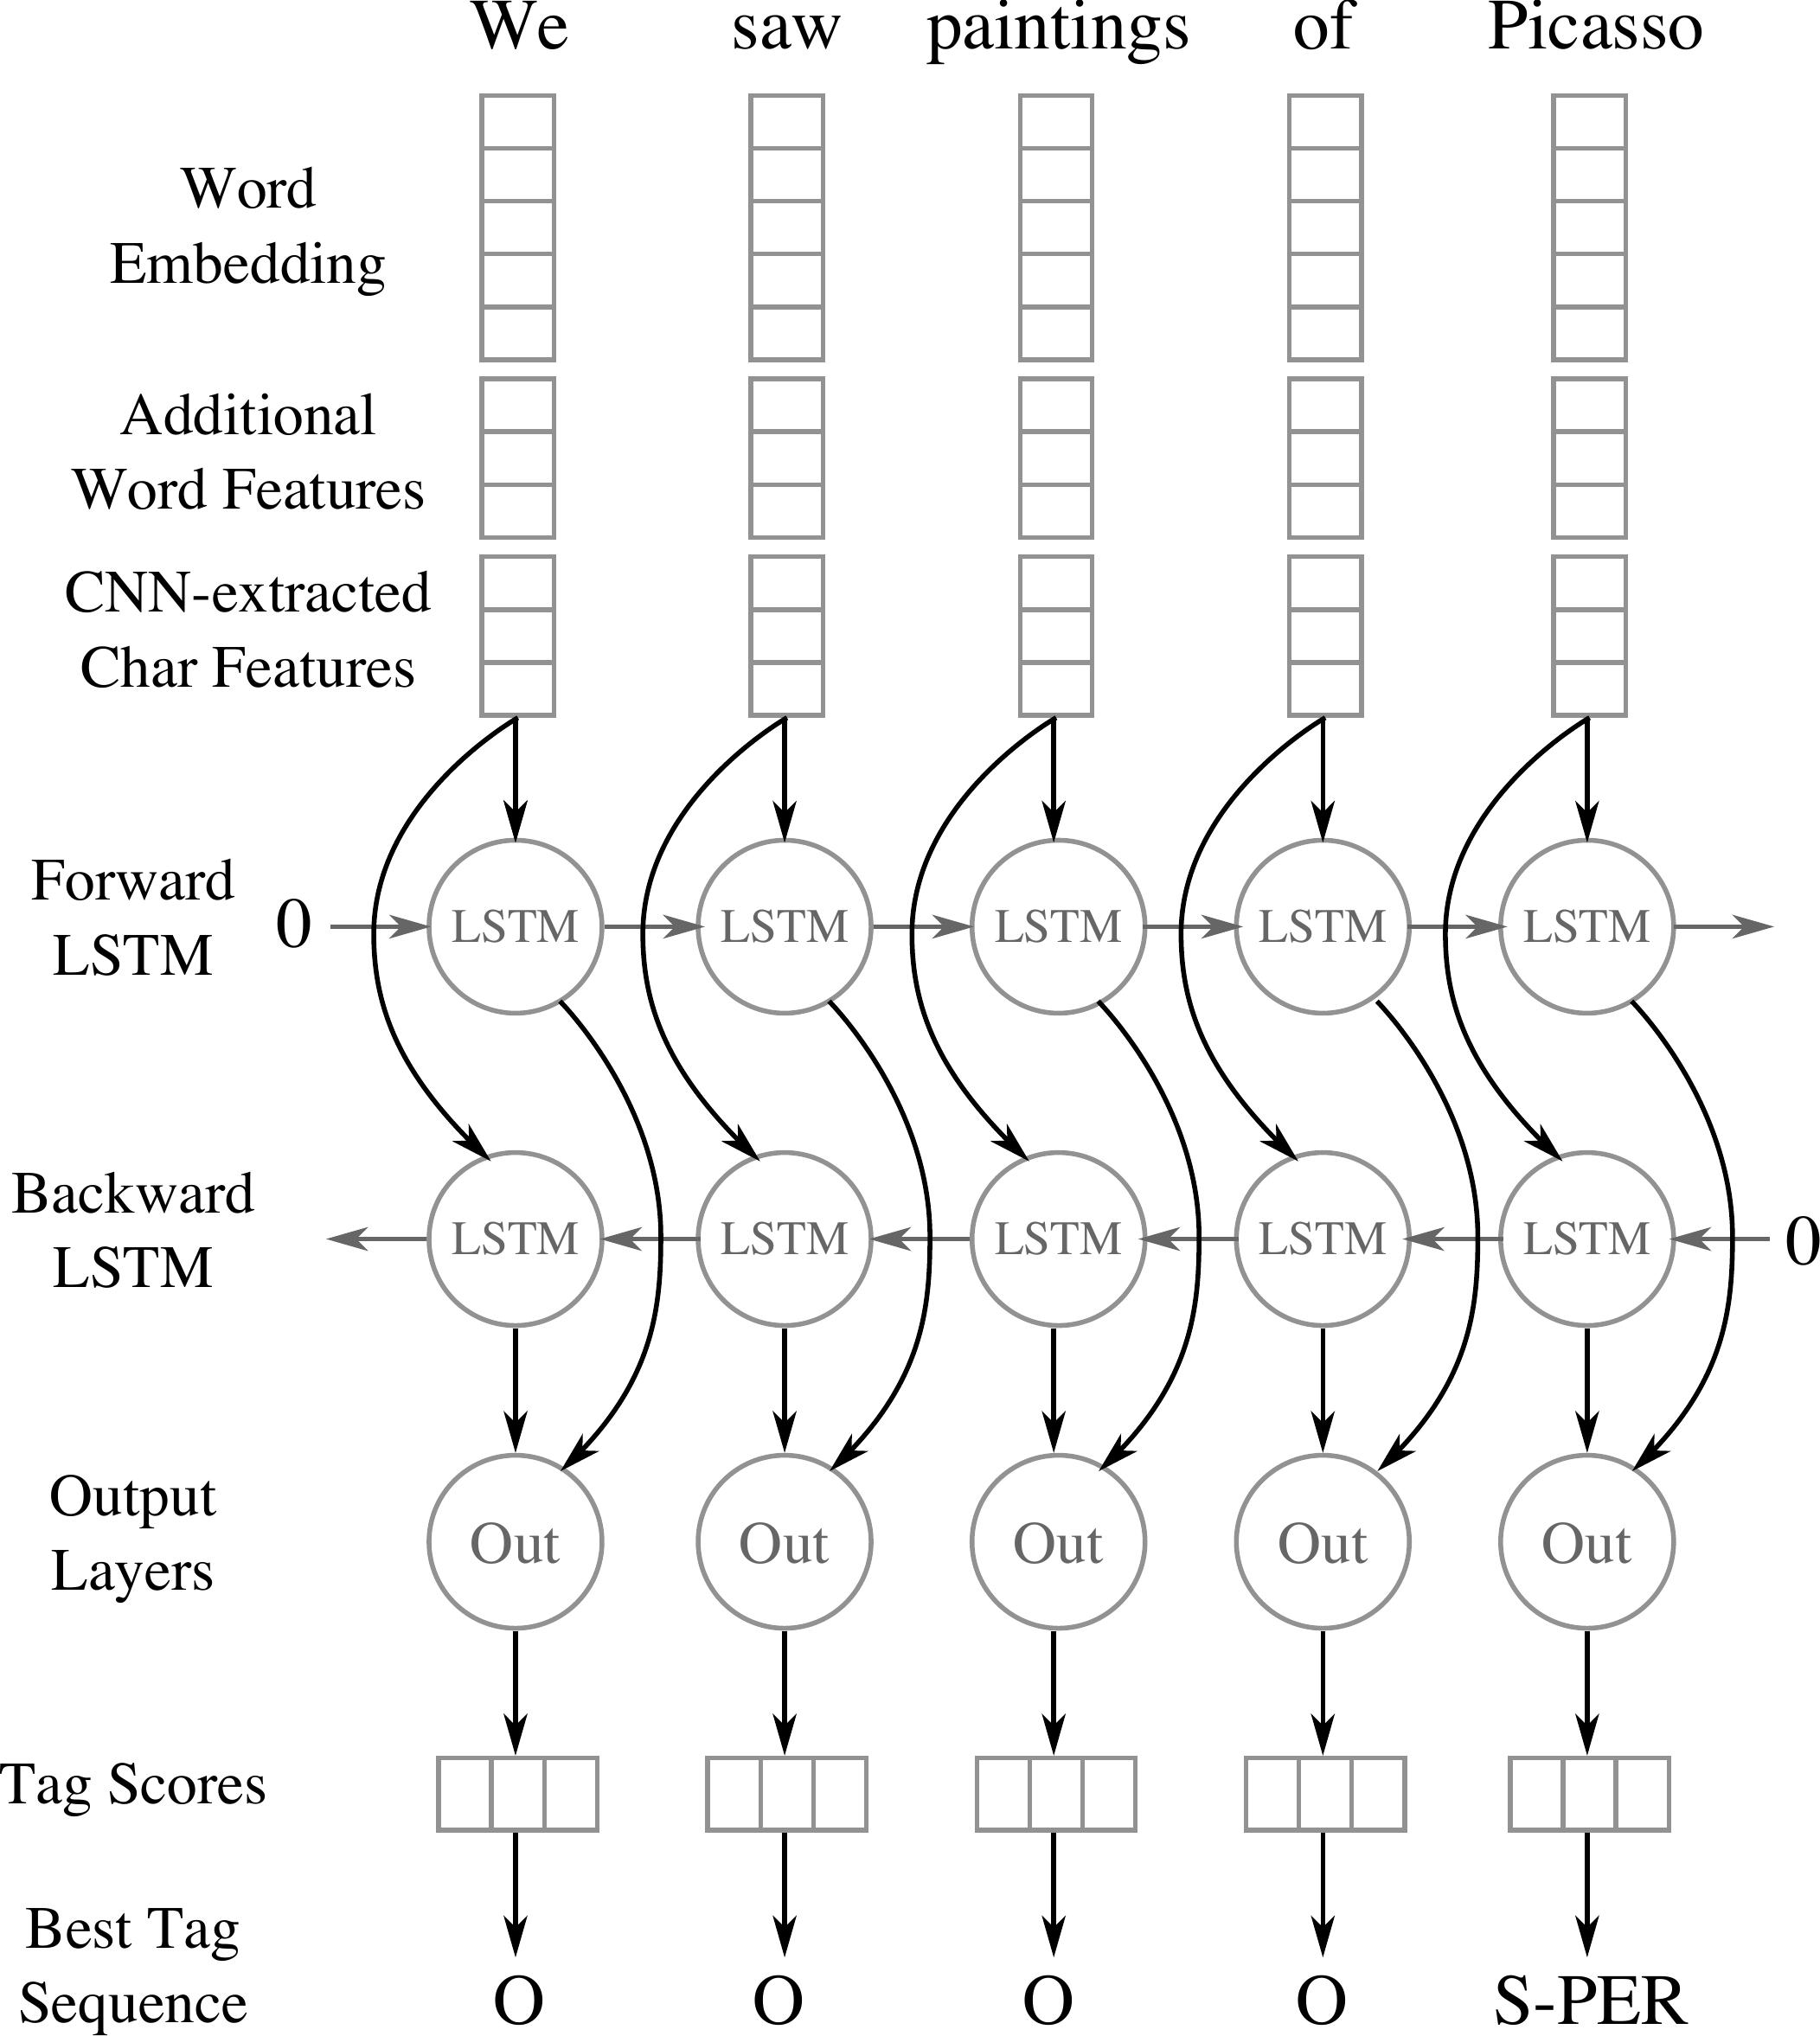 We saw paintings of Picasso
Word
Embedding
Additional
Word Features
CNN-extracted
Char Features
Forward
LSTM
0 LSTM LSTM LSTM LSTM LSTM
Backward
LSTM
LSTM LSTM LSTM LSTM LSTM 0
Output
Layers
Out Out Out Out Out
Tag Scores
Best Tag
Sequence
O O O O S-PER